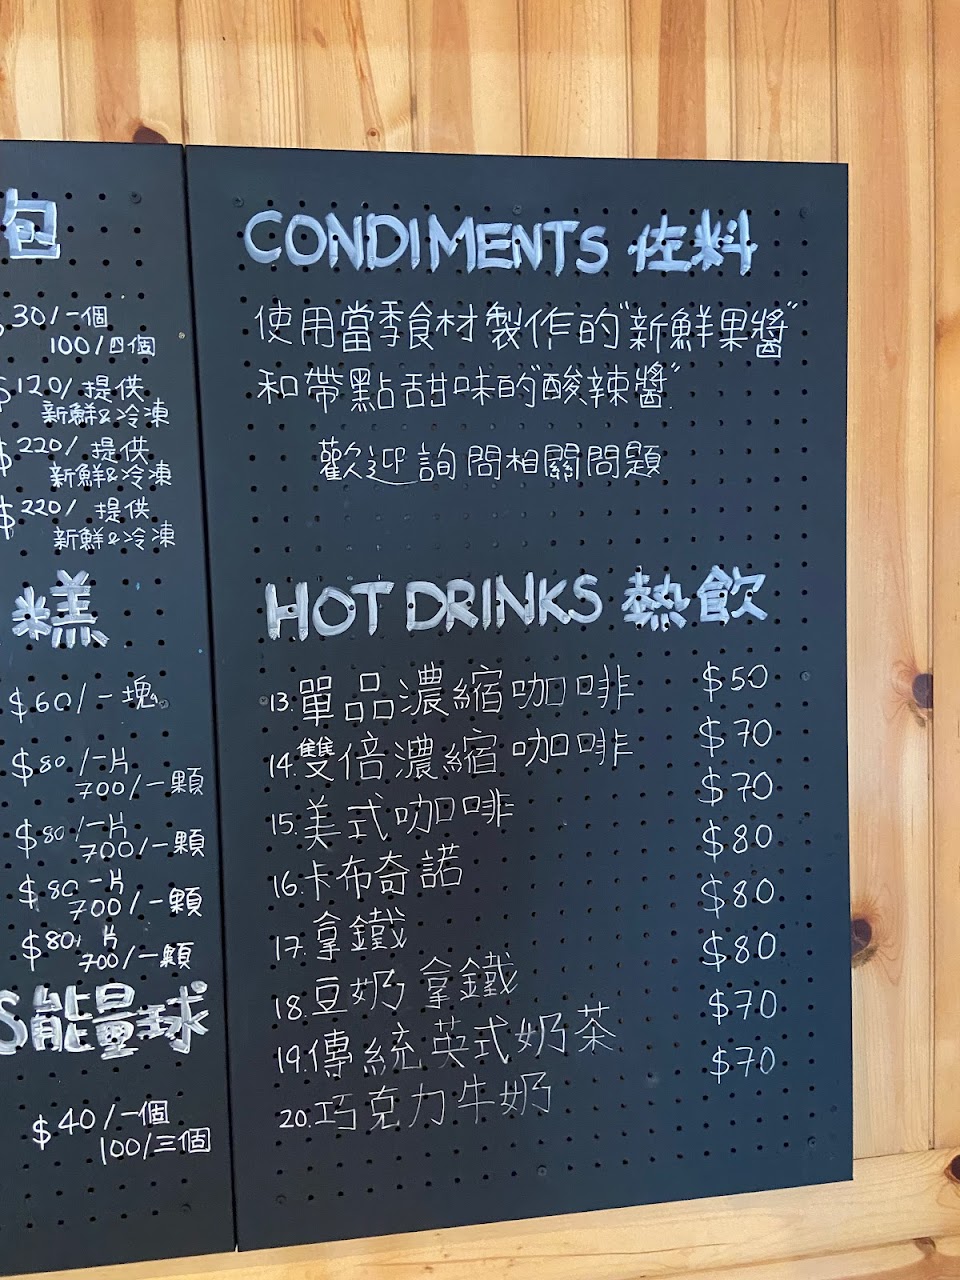 包
30/一個
100/四個
$120/提供
新鮮&冷凍
$220/提供
新鮮&冷凍
$220/提供
新鮮&冷凍
糕
$60/一塊
$80/一片
700/一顆
$80/一片
700/一顆
$80一片
700/一顆
$80/片
700/一顆
S能量球
$40/一個
100/三個
CONDIMENTS 佐料
使用當季食材製作的"新鮮果醬"
和帶點甜味的"酸辣醬"
歡迎詢問相關問題
HOT DRINKS 熱飲
13.單品濃縮咖啡 $50
14.雙倍濃縮咖啡 $70
15.美式咖啡 $70
16.卡布奇諾 $80
17.拿鐵 $80
18.豆奶拿鐵 $80
19.傳統英式奶茶 $70
20.巧克力牛奶 $70